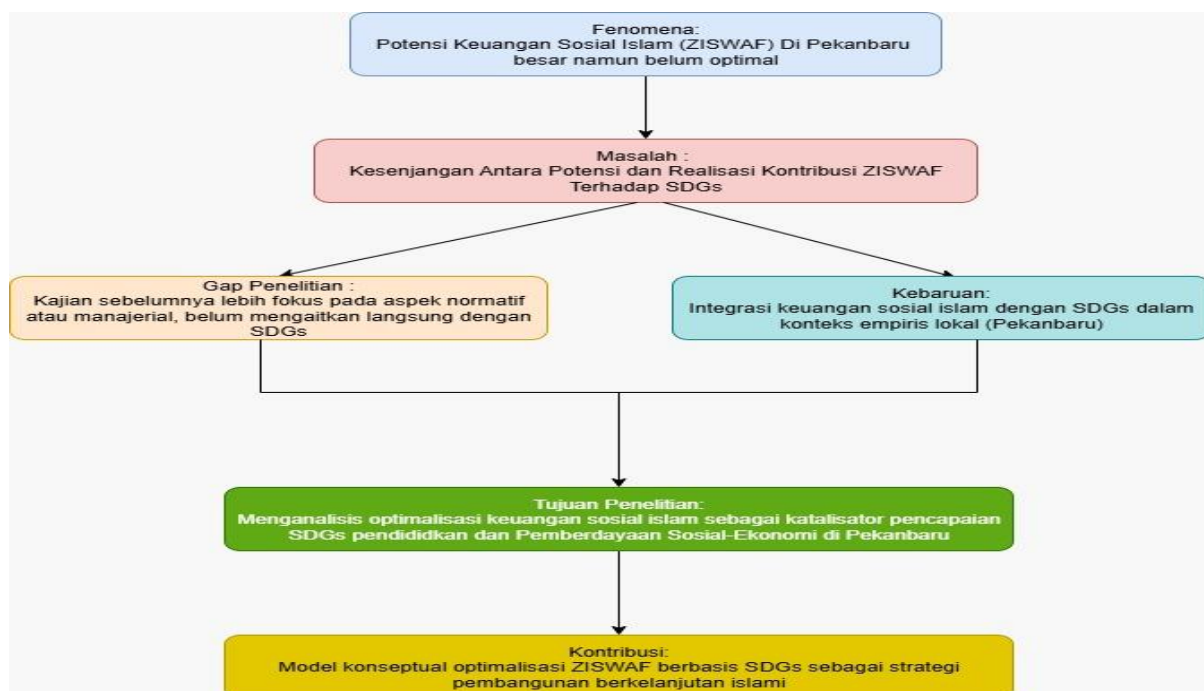 Fenomena:
Potensi Keuangan Sosial Islam (ZISWAF) Di Pekanbaru
besar namun belum optimal
Masalah :
Kesenjangan Antara Potensi dan Realisasi Kontribusi ZISWAF
Terhadap SDGs
Gap Penelitian :
Kajian sebelumnya lebih fokus pada aspek normatif
atau manajerial, belum mengaitkan langsung dengan
SDGs
Kebaruan:
Integrasi keuangan sosial islam dengan SDGs dalam
konteks empiris lokal (Pekanbaru)
Tujuan Penelitian:
Menganalisis optimalisasi keuangan sosial islam sebagai katalisator pencapaian
SDGs pendididkan dan Pemberdayaan Sosial-Ekonomi di Pekanbaru
Kontribusi:
Model konseptual optimalisasi ZISWAF berbasis SDGs sebagai strategi
pembangunan berkelanjutan islami